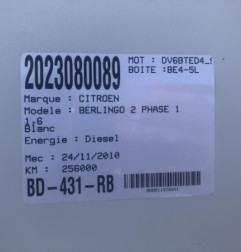 2023080089
MOT : DV6BTED4_
BOITE :BE4-5L
Marque : CITROEN
Modele : BERLINGO 2 PHASE 1
1.6
Blanc
Energie : Diesel
Mec : 24/11/2010
KM : 256000
BD-431-RB